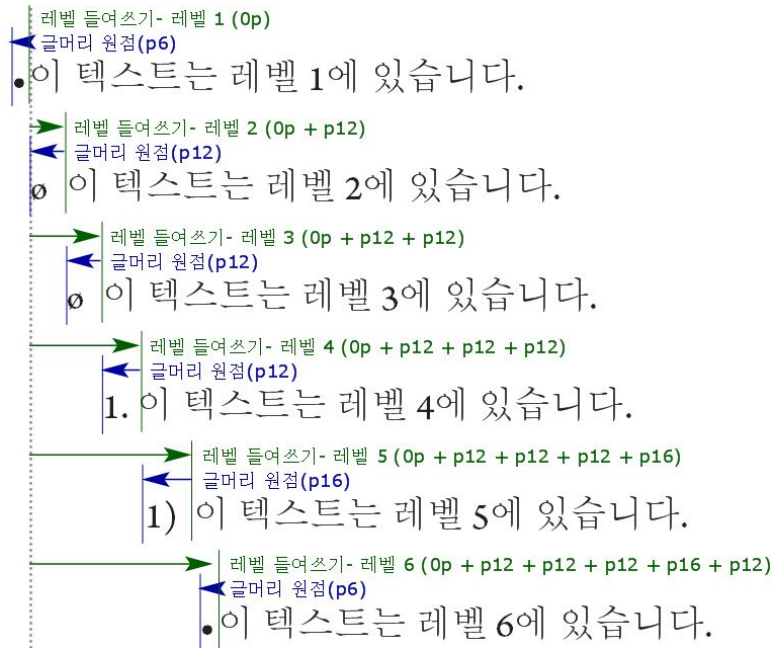 레벨 들여쓰기- 레벨 1 (0p)
글머리 원점(p6)
•이 텍스트는 레벨 1에 있습니다.
레벨 들여쓰기- 레벨 2 (0p + p12)
글머리 원점(p12)
ø 이 텍스트는 레벨 2에 있습니다.
레벨 들여쓰기- 레벨 3 (0p + p12 + p12)
글머리 원점(p12)
ø 이 텍스트는 레벨 3에 있습니다.
레벨 들여쓰기- 레벨 4 (0p + p12 + p12 + p12)
글머리 원점(p12)
1. 이 텍스트는 레벨 4에 있습니다.
레벨 들여쓰기- 레벨 5 (0p + p12 + p12 + p12 + p16)
글머리 원점(p16)
1) 이 텍스트는 레벨 5에 있습니다.
레벨 들여쓰기- 레벨 6 (0p + p12 + p12 + p12 + p16 + p12)
글머리 원점(p6)
•이 텍스트는 레벨 6에 있습니다.